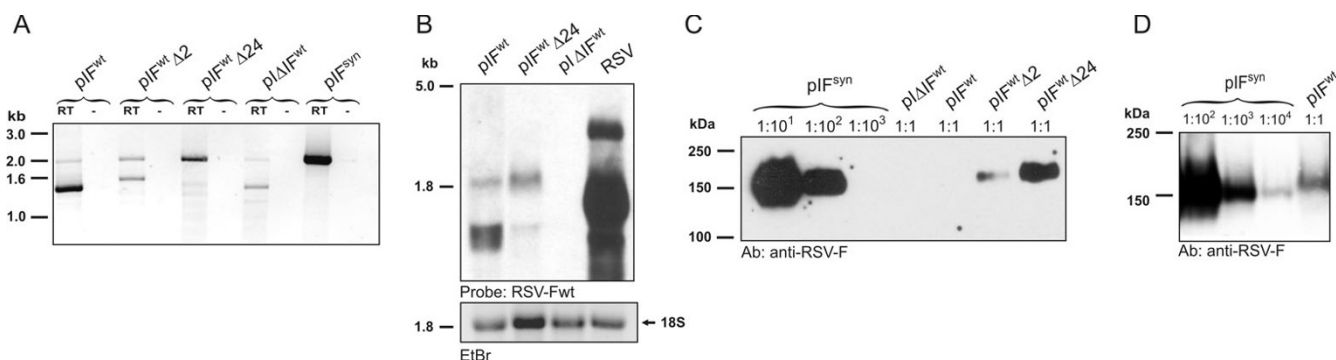 A
pIF^wt
pIF^wt Δ2
pIF^wt Δ24
pIΔIF^wt
pIF^syn
RT - RT - RT - RT - RT -
kb
3.0
2.0
1.6
1.0
B
pIF^wt
pIF^wt Δ24
pIΔIF^wt
RSV
kb
5.0
1.8
Probe: RSV-Fwt
1.8
18S
EtBr
C
pIF^syn
pIΔIF^wt
pIF^wt
pIF^wt Δ2
pIF^wt Δ24
kDa
1:10^1 1:10^2 1:10^3 1:1 1:1 1:1 1:1
250
150
100
Ab: anti-RSV-F
D
pIF^syn
pIF^wt
kDa
1:10^2 1:10^3 1:10^4 1:1
250
150
Ab: anti-RSV-F